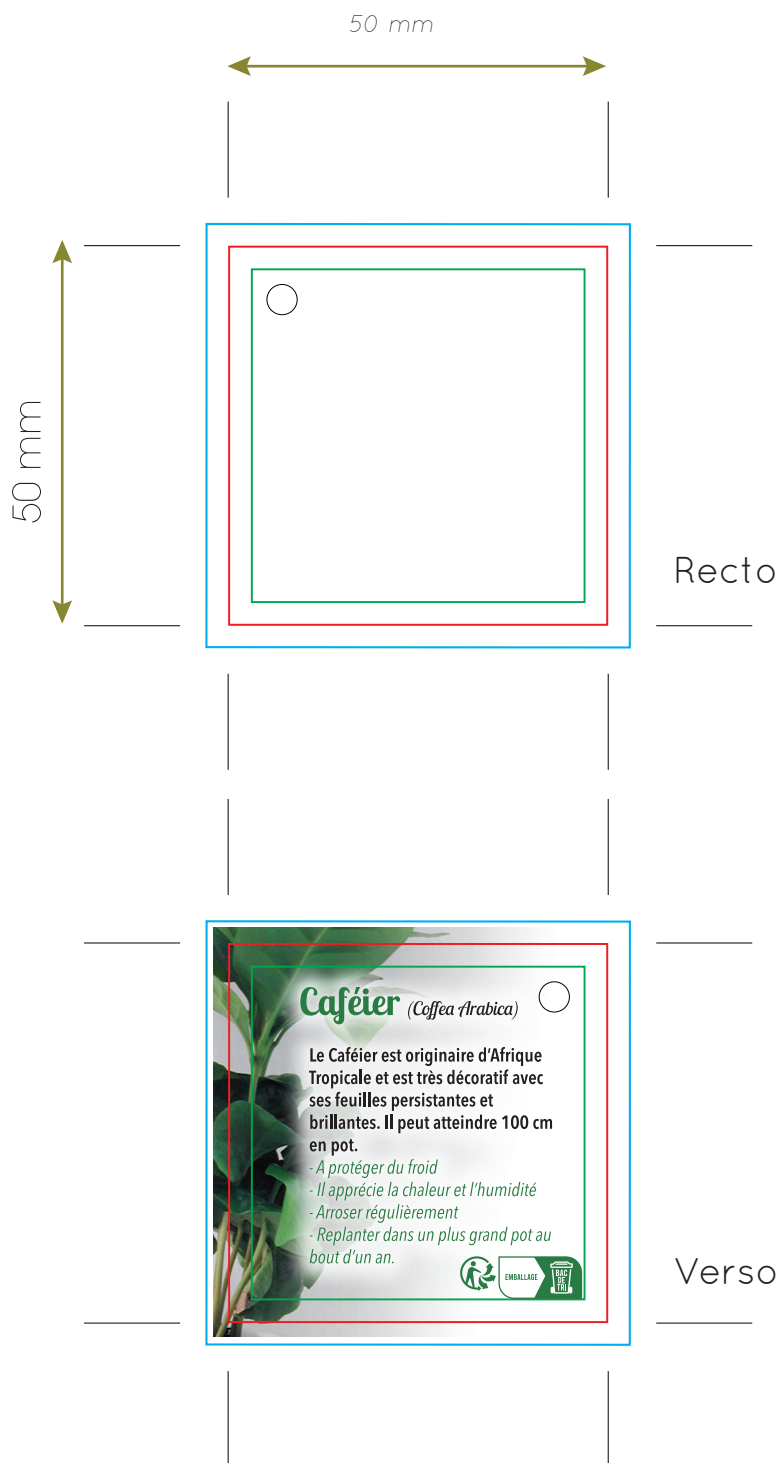 50 mm
50 mm
Recto
Caféier (Coffea Arabica)
Le Caféier est originaire d'Afrique
Tropicale et est très décoratif avec
ses feuilles persistantes et
brillantes. Il peut atteindre 100 cm
en pot.
- A protéger du froid
- Il apprécie la chaleur et l'humidité
- Arroser régulièrement
- Replanter dans un plus grand pot au
bout d'un an.
EMBALLAGE
BAC
DE
TRI
Verso